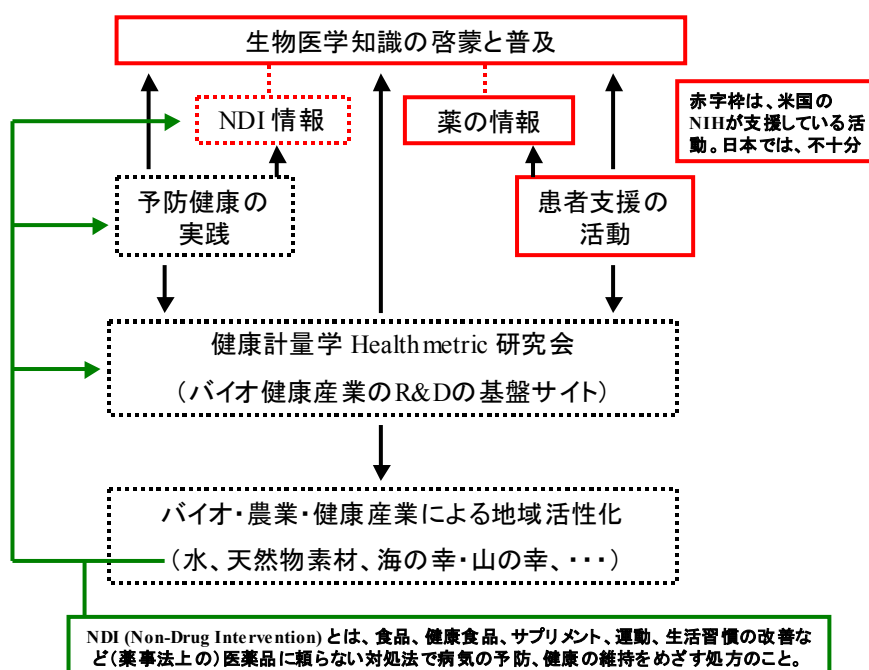 生物医学知識の啓蒙と普及
NDI 情報
薬の情報
赤字枠は、米国の
NIHが支援している活
動。日本では、不十分
予防健康の
実践
患者支援の
活動
健康計量学 Healthmetric 研究会
（バイオ健康産業のR&Dの基盤サイト）
バイオ・農業・健康産業による地域活性化
（水、天然物素材、海の幸・山の幸、・・・）
NDI (Non-Drug Intervention) とは、食品、健康食品、サプリメント、運動、生活習慣の改善な
ど（薬事法上の）医薬品に頼らない対処法で病気の予防、健康の維持をめざす処方のこと。